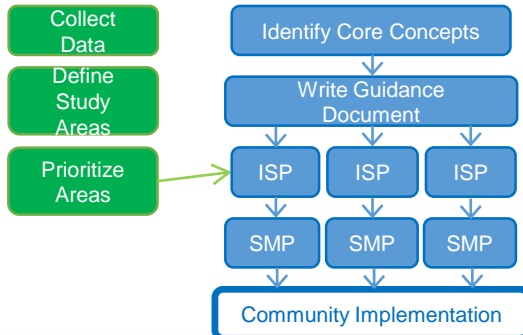 Collect
Data
Define
Study
Areas
Prioritize
Areas
Identify Core Concepts
Write Guidance
Document
ISP
ISP
ISP
SMP
SMP
SMP
Community Implementation